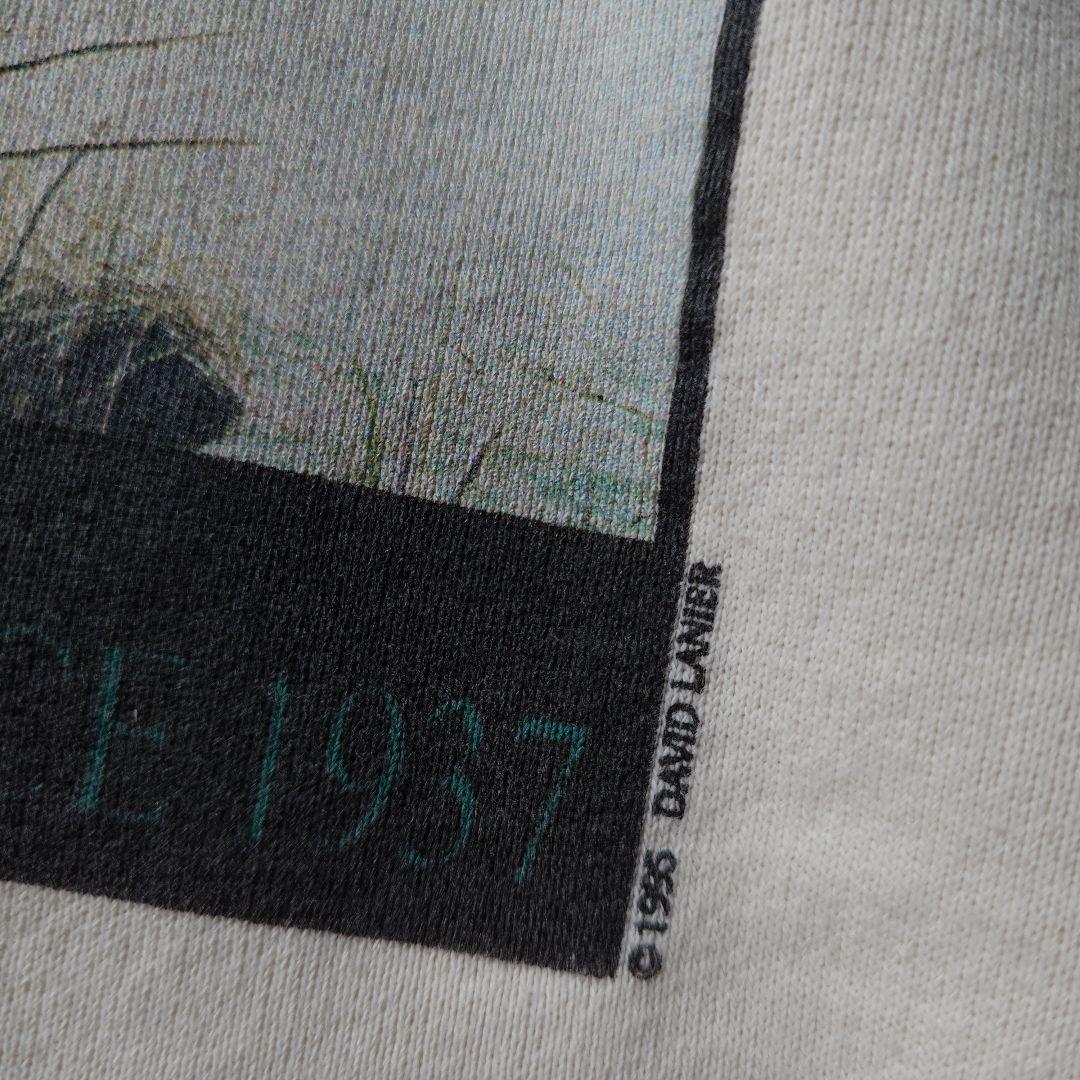 CE 1937
© 1995 DAVID LANIER